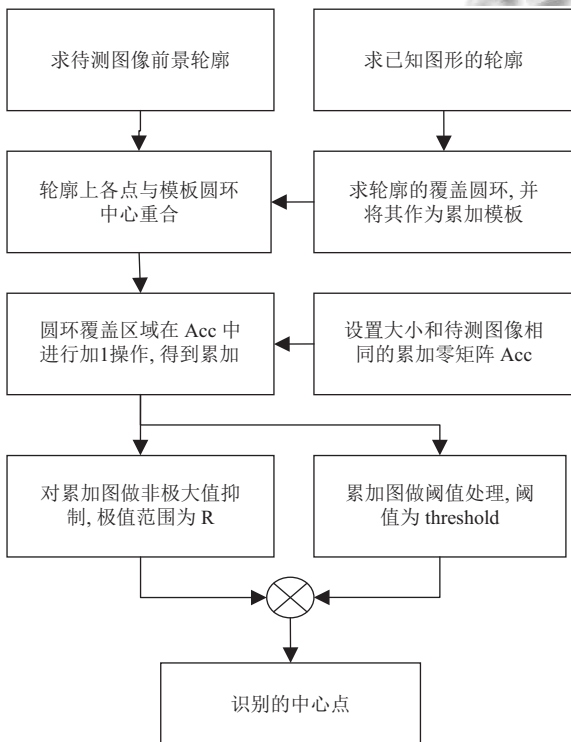 求待测图像前景轮廓
求已知图形的轮廓
轮廓上各点与模板圆环
中心重合
求轮廓的覆盖圆环, 并
将其作为累加模板
圆环覆盖区域在 Acc 中
进行加1操作, 得到累加
设置大小和待测图像相
同的累加零矩阵 Acc
对累加图做非极大值抑
制, 极值范围为 R
累加图做阈值处理, 阈
值为 threshold
识别的中心点